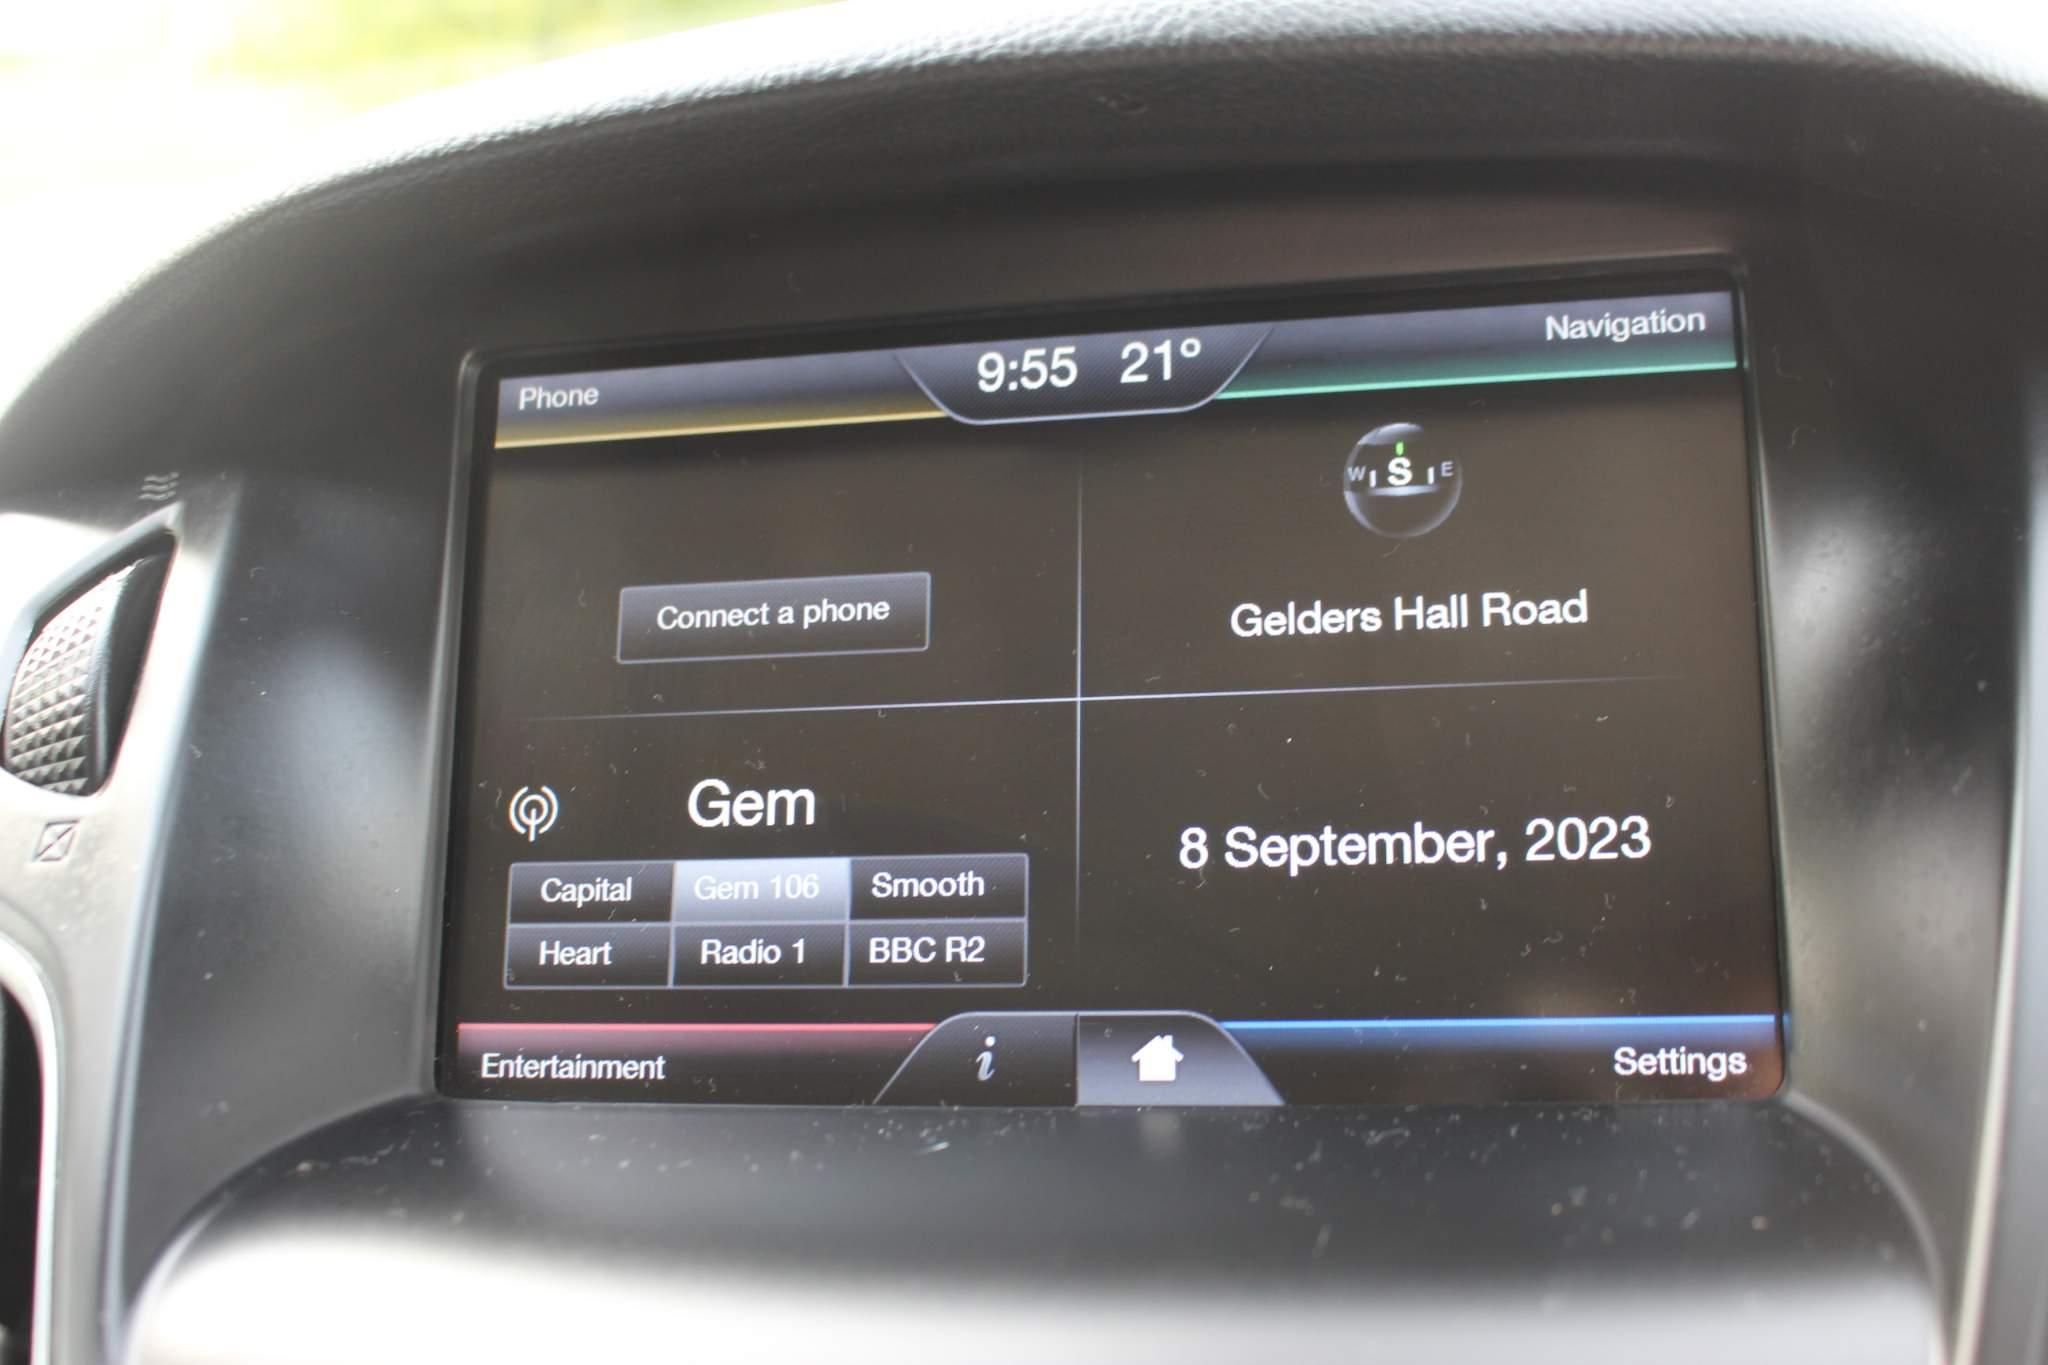 Phone
9:55 21°
Navigation
W S E
Connect a phone
Gelders Hall Road
Gem
Capital Gem 106 Smooth
Heart Radio 1 BBC R2
8 September, 2023
Entertainment
i
Settings